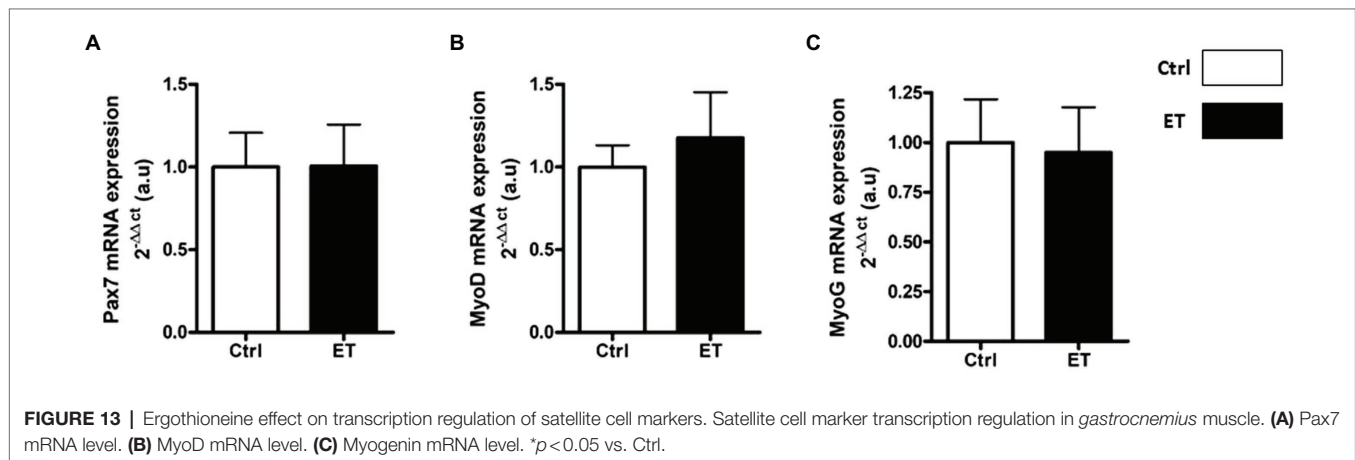 A
Pax7 mRNA expression
2-ΔΔct (a.u)
1.5
1.0
0.5
0.0
Ctrl ET
B
MyoD mRNA expression
2-ΔΔct (a.u)
1.5
1.0
0.5
0.0
Ctrl ET
C
MyoG mRNA expression
2-ΔΔct (a.u)
1.25
1.00
0.75
0.50
0.25
0.00
Ctrl ET
Ctrl
ET
FIGURE 13 | Ergothioneine effect on transcription regulation of satellite cell markers. Satellite cell marker transcription regulation in gastrocnemius muscle. (A) Pax7
mRNA level. (B) MyoD mRNA level. (C) Myogenin mRNA level. *p<0.05 vs. Ctrl.